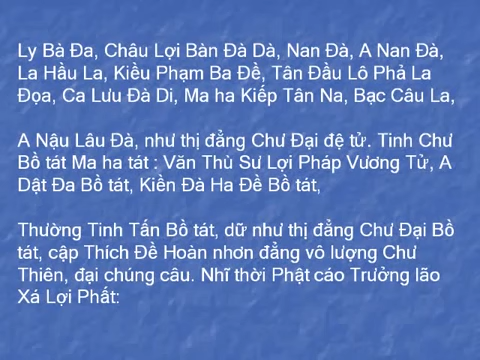 Ly Bà Đa, Châu Lợi Bàn Đà Dà, Nan Đà, A Nan Đà,
La Hầu La, Kiều Phạm Ba Đề, Tân Đầu Lô Phả La
Đọa, Ca Lưu Đà Di, Ma ha Kiếp Tân Na, Bạc Câu La,
A Nậu Lâu Đà, như thị đẳng Chư Đại đệ tử. Tinh Chư
Bồ tát Ma ha tát : Văn Thù Sư Lợi Pháp Vương Tử, A
Dật Đa Bồ tát, Kiền Đà Ha Đề Bồ tát,
Thường Tinh Tấn Bồ tát, dữ như thị đẳng Chư Đại Bồ
tát, cập Thích Đề Hoàn nhơn đẳng vô lượng Chư
Thiên, đại chúng câu. Nhĩ thời Phật cáo Trưởng lão
Xá Lợi Phất: